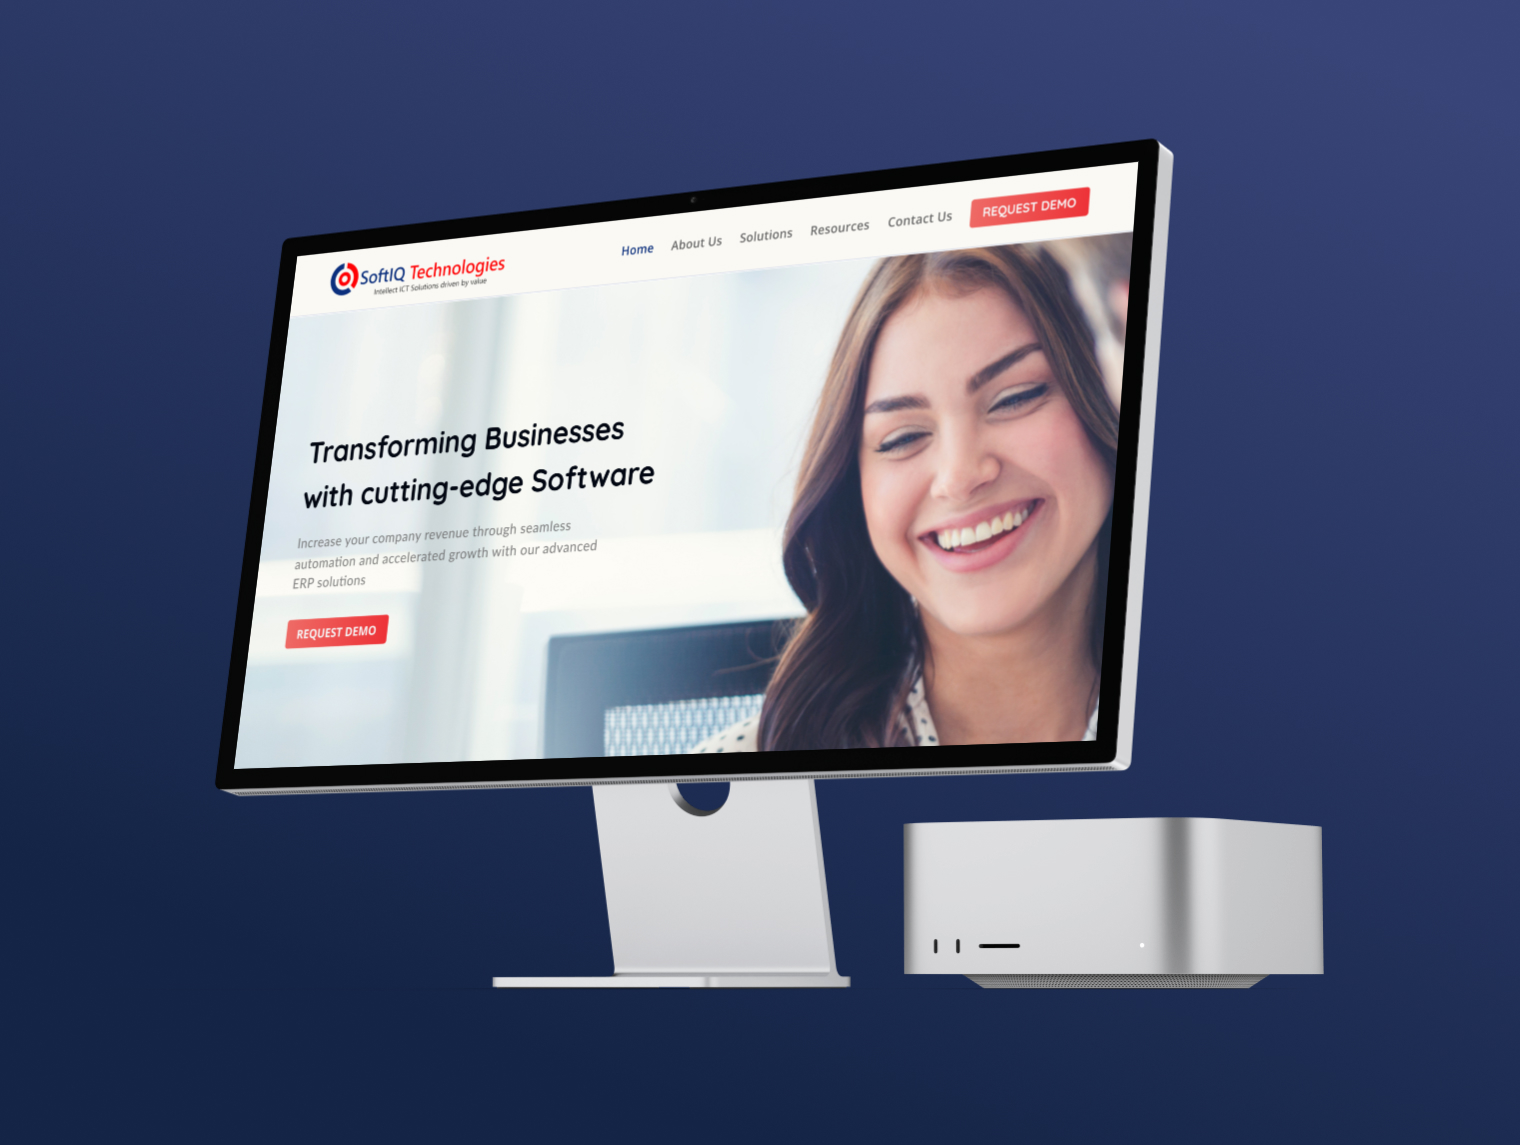 SoftIQ Technologies
Intellect ICT Solutions driven by value
Home About Us Solutions Resources Contact Us REQUEST DEMO
Transforming Businesses
with cutting-edge Software
Increase your company revenue through seamless
automation and accelerated growth with our advanced
ERP solutions
REQUEST DEMO